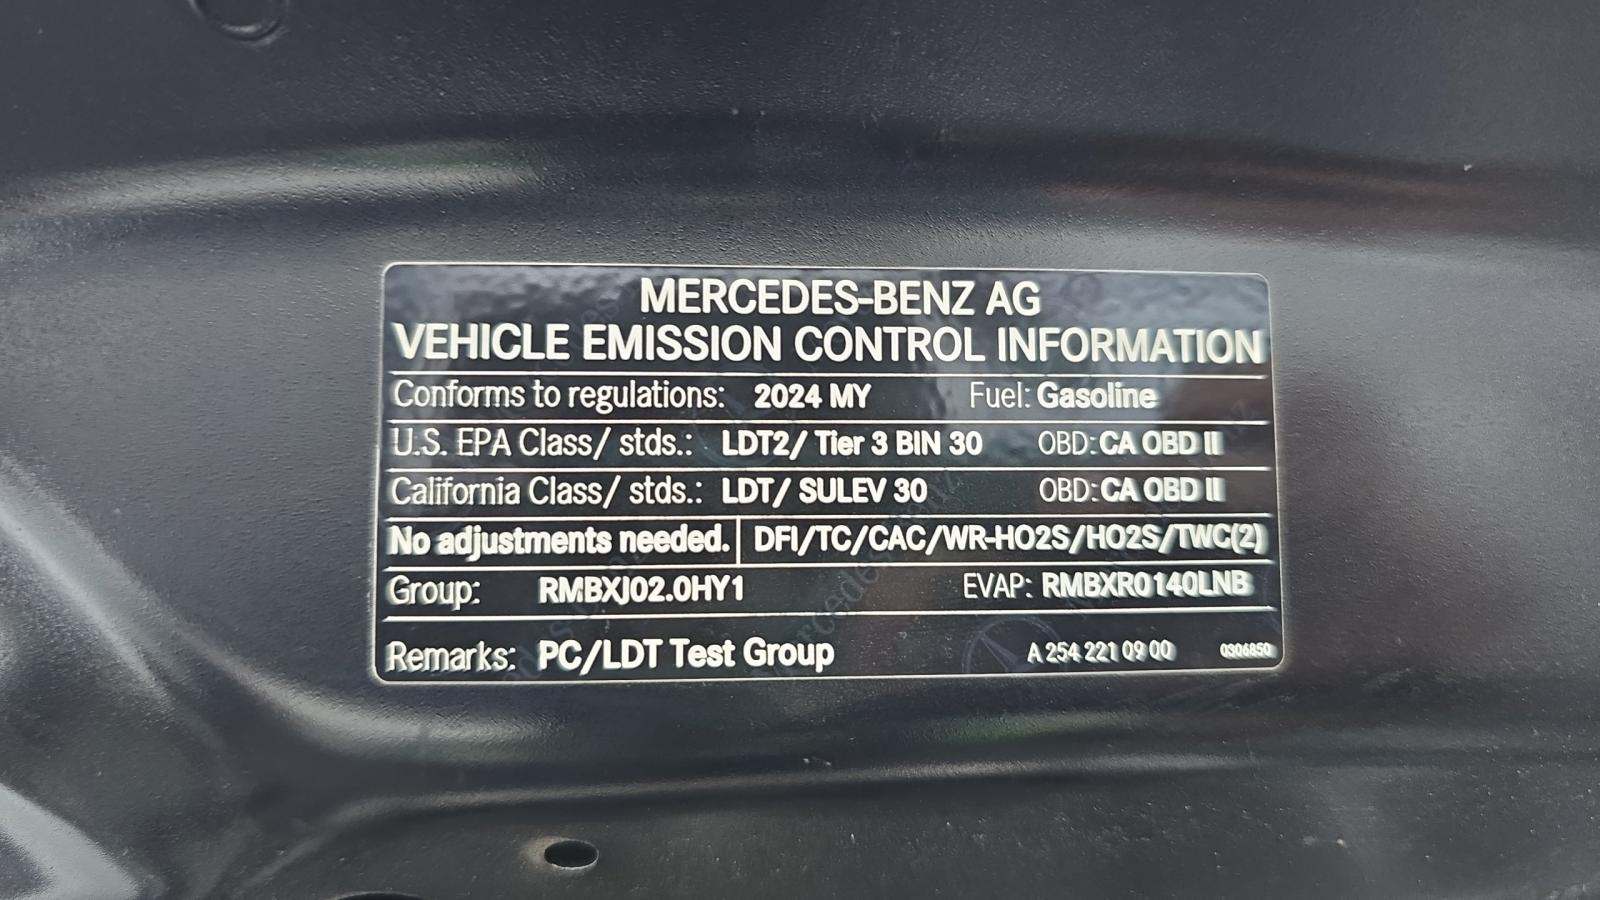 MERCEDES-BENZ AG
VEHICLE EMISSION CONTROL INFORMATION
Conforms to regulations: 2024 MY Fuel: Gasoline
U.S. EPA Class/ stds.: LDT2/ Tier 3 BIN 30 OBD: CA OBD II
California Class/ stds.: LDT/ SULEV 30 OBD: CA OBD II
No adjustments needed. DFI/TC/CAC/WR-HO2S/HO2S/TWC(2)
Group: RMBXJ02.0HY1 EVAP: RMBXR0140LNB
Remarks: PC/LDT Test Group A 254 221 09 00 0306850